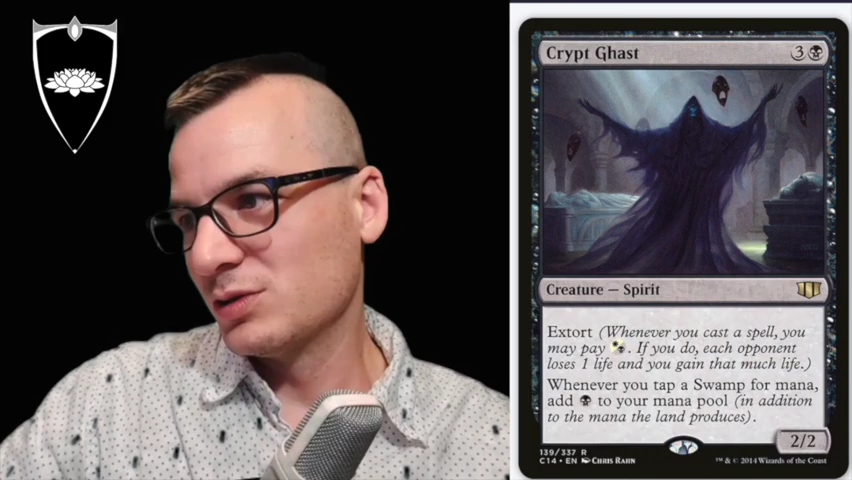 Crypt Ghast 3
Creature — Spirit
Extort (Whenever you cast a spell, you
may pay . If you do, each opponent
loses 1 life and you gain that much life.)
Whenever you tap a Swamp for mana,
add to your mana pool (in addition
to the mana the land produces).
2/2
139/337 R
C14 • EN Chris Rahn
™ & © 2014 Wizards of the Coast